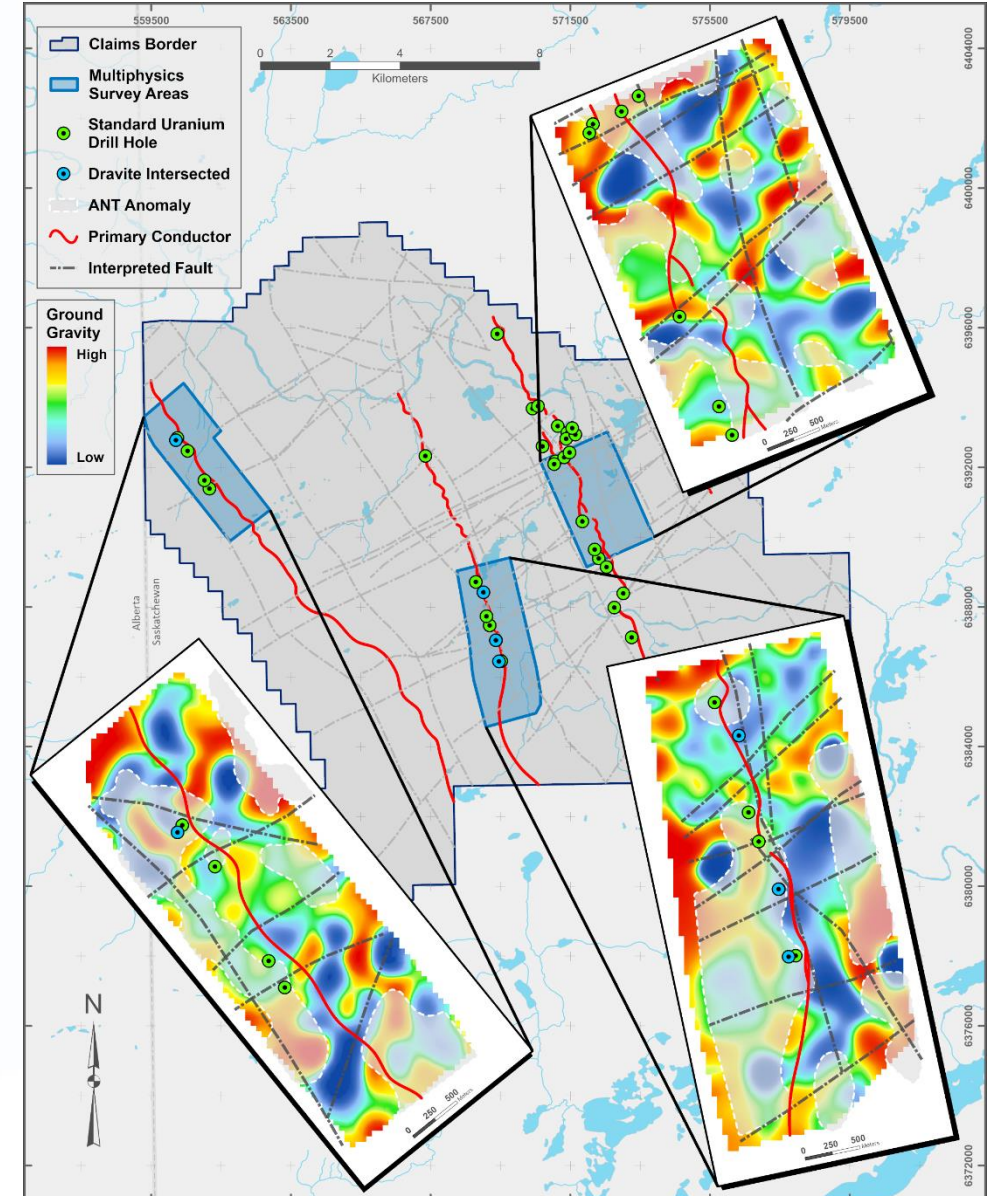 559500 563500 567500 571500 575500 579500
Claims Border
Multiphysics
Survey Areas
Standard Uranium
Drill Hole
Dravite Intersected
ANT Anomaly
Primary Conductor
Interpreted Fault
Ground
Gravity
High
Low
0 2 4 8
Kilometers
6404000
6400000
6396000
6392000
6388000
6384000
6380000
6376000
6372000
0 250 500
Meters
Alberta
Saskatchewan
0 250 500
Meters
0 250 500
Meters
N